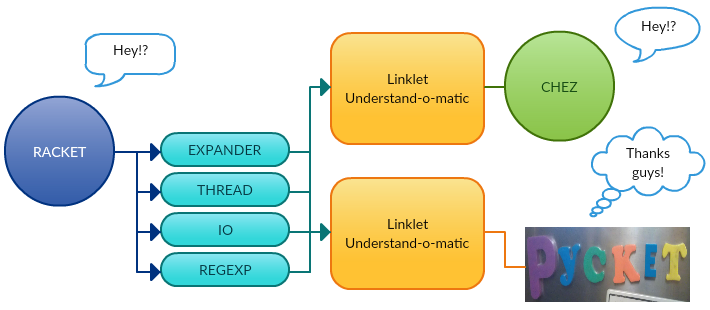 Hey!?
Hey!?
Linklet
Understand-o-matic
CHEZ
RACKET
EXPANDER
THREAD
IO
REGEXP
Thanks
guys!
Linklet
Understand-o-matic
PYCKET